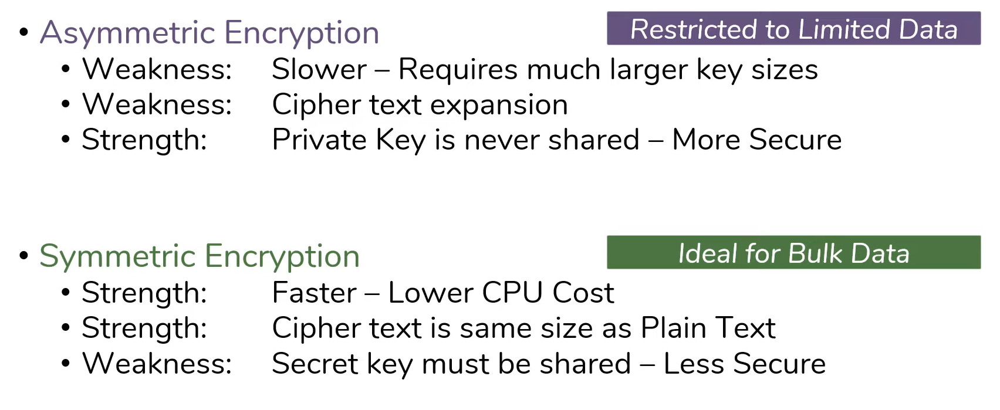 • Asymmetric Encryption
Restricted to Limited Data
• Weakness: Slower – Requires much larger key sizes
• Weakness: Cipher text expansion
• Strength: Private Key is never shared – More Secure
• Symmetric Encryption
Ideal for Bulk Data
• Strength: Faster – Lower CPU Cost
• Strength: Cipher text is same size as Plain Text
• Weakness: Secret key must be shared – Less Secure